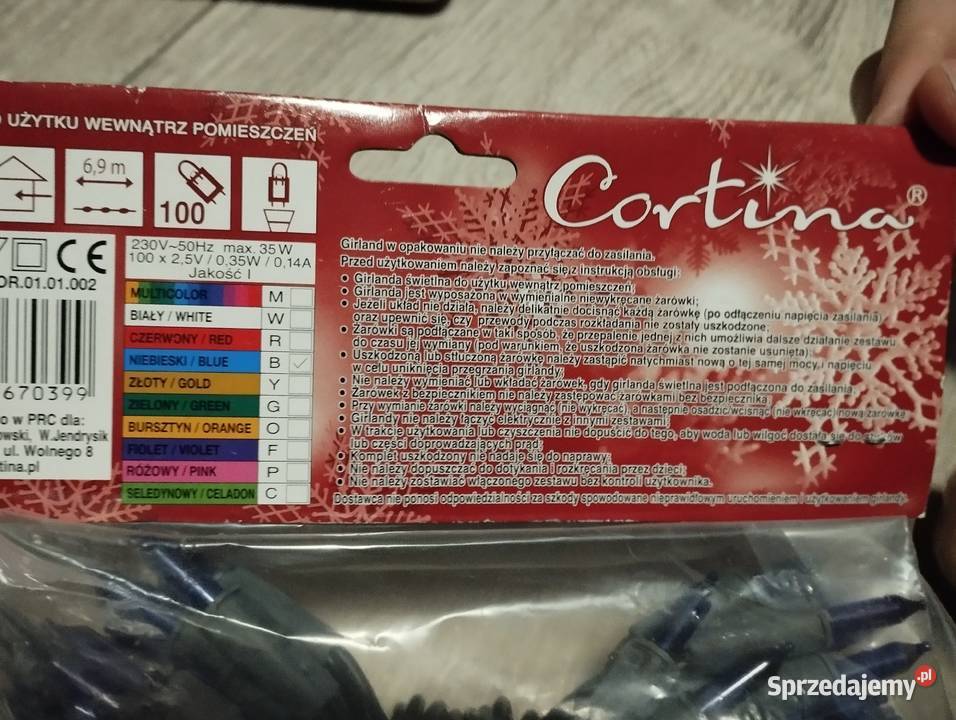 UŻYTKU WEWNĄTRZ POMIESZCZEŃ
6,9 m
100
Cortina®
CE
OR.01.01.002
230V~50Hz max. 35W
100 x 2,5V / 0,35W / 0,14A
Jakość I
MULTICOLOR M
BIAŁY / WHITE W
CZERWONY / RED R
NIEBIESKI / BLUE B ✓
ZŁOTY / GOLD Y
ZIELONY / GREEN G
BURSZTYN / ORANGE O
FIOLET / VIOLET F
RÓŻOWY / PINK P
SELEDYNOWY / CELADON C
670399
o w PRC dla:
owski, W.Jendrysik
ul. Wolnego 8
tina.pl
Girland w opakowaniu nie należy przyłączać do zasilania.
Przed użytkowaniem należy zapoznać się z instrukcją obsługi:
• Girlanda świetlna do użytku wewnątrz pomieszczeń;
• Girlanda jest wyposażona w wymienialne niewykręcane żarówki;
• Jeżeli układ nie działa, należy delikatnie docisnąć każdą żarówkę (po odłączeniu napięcia zasilania)
oraz upewnić się, czy przewody podczas rozkładania nie zostały uszkodzone;
• Żarówki są podłączane w taki sposób, że przepalenie jednej z nich umożliwia dalsze działanie zestawu
do czasu jej wymiany (pod warunkiem, że uszkodzona żarówka nie zostanie usunięta);
• Uszkodzoną lub stłuczoną żarówkę należy zastąpić natychmiast nową o tej samej mocy i napięciu
w celu uniknięcia przegrzania girlandy;
• Nie należy wymieniać lub wkładać żarówek, gdy girlanda świetlna jest podłączona do zasilania;
• Żarówek z bezpiecznikiem nie należy zastępować żarówkami bez bezpiecznika;
• Przy wymianie żarówki należy wyciągnąć (nie wykręcać), a następnie osadzić/wcisnąć (nie wkręcać) nową żarówkę
• Girlandy nie należy łączyć elektrycznie z innymi zestawami;
• W trakcie użytkowania lub czyszczenia nie dopuścić do tego, aby woda lub wilgoć dostała się do
lub części doprowadzających prąd;
• Komplet uszkodzony nie nadaje się do naprawy;
• Nie należy dopuszczać do dotykania i rozkręcania przez dzieci;
• Nie należy zostawiać włączonego zestawu bez kontroli użytkownika.
Dostawca nie ponosi odpowiedzialności za szkody spowodowane nieprawidłowym uruchomieniem i użytkowaniem girlandy.
Sprzedajemy.pl